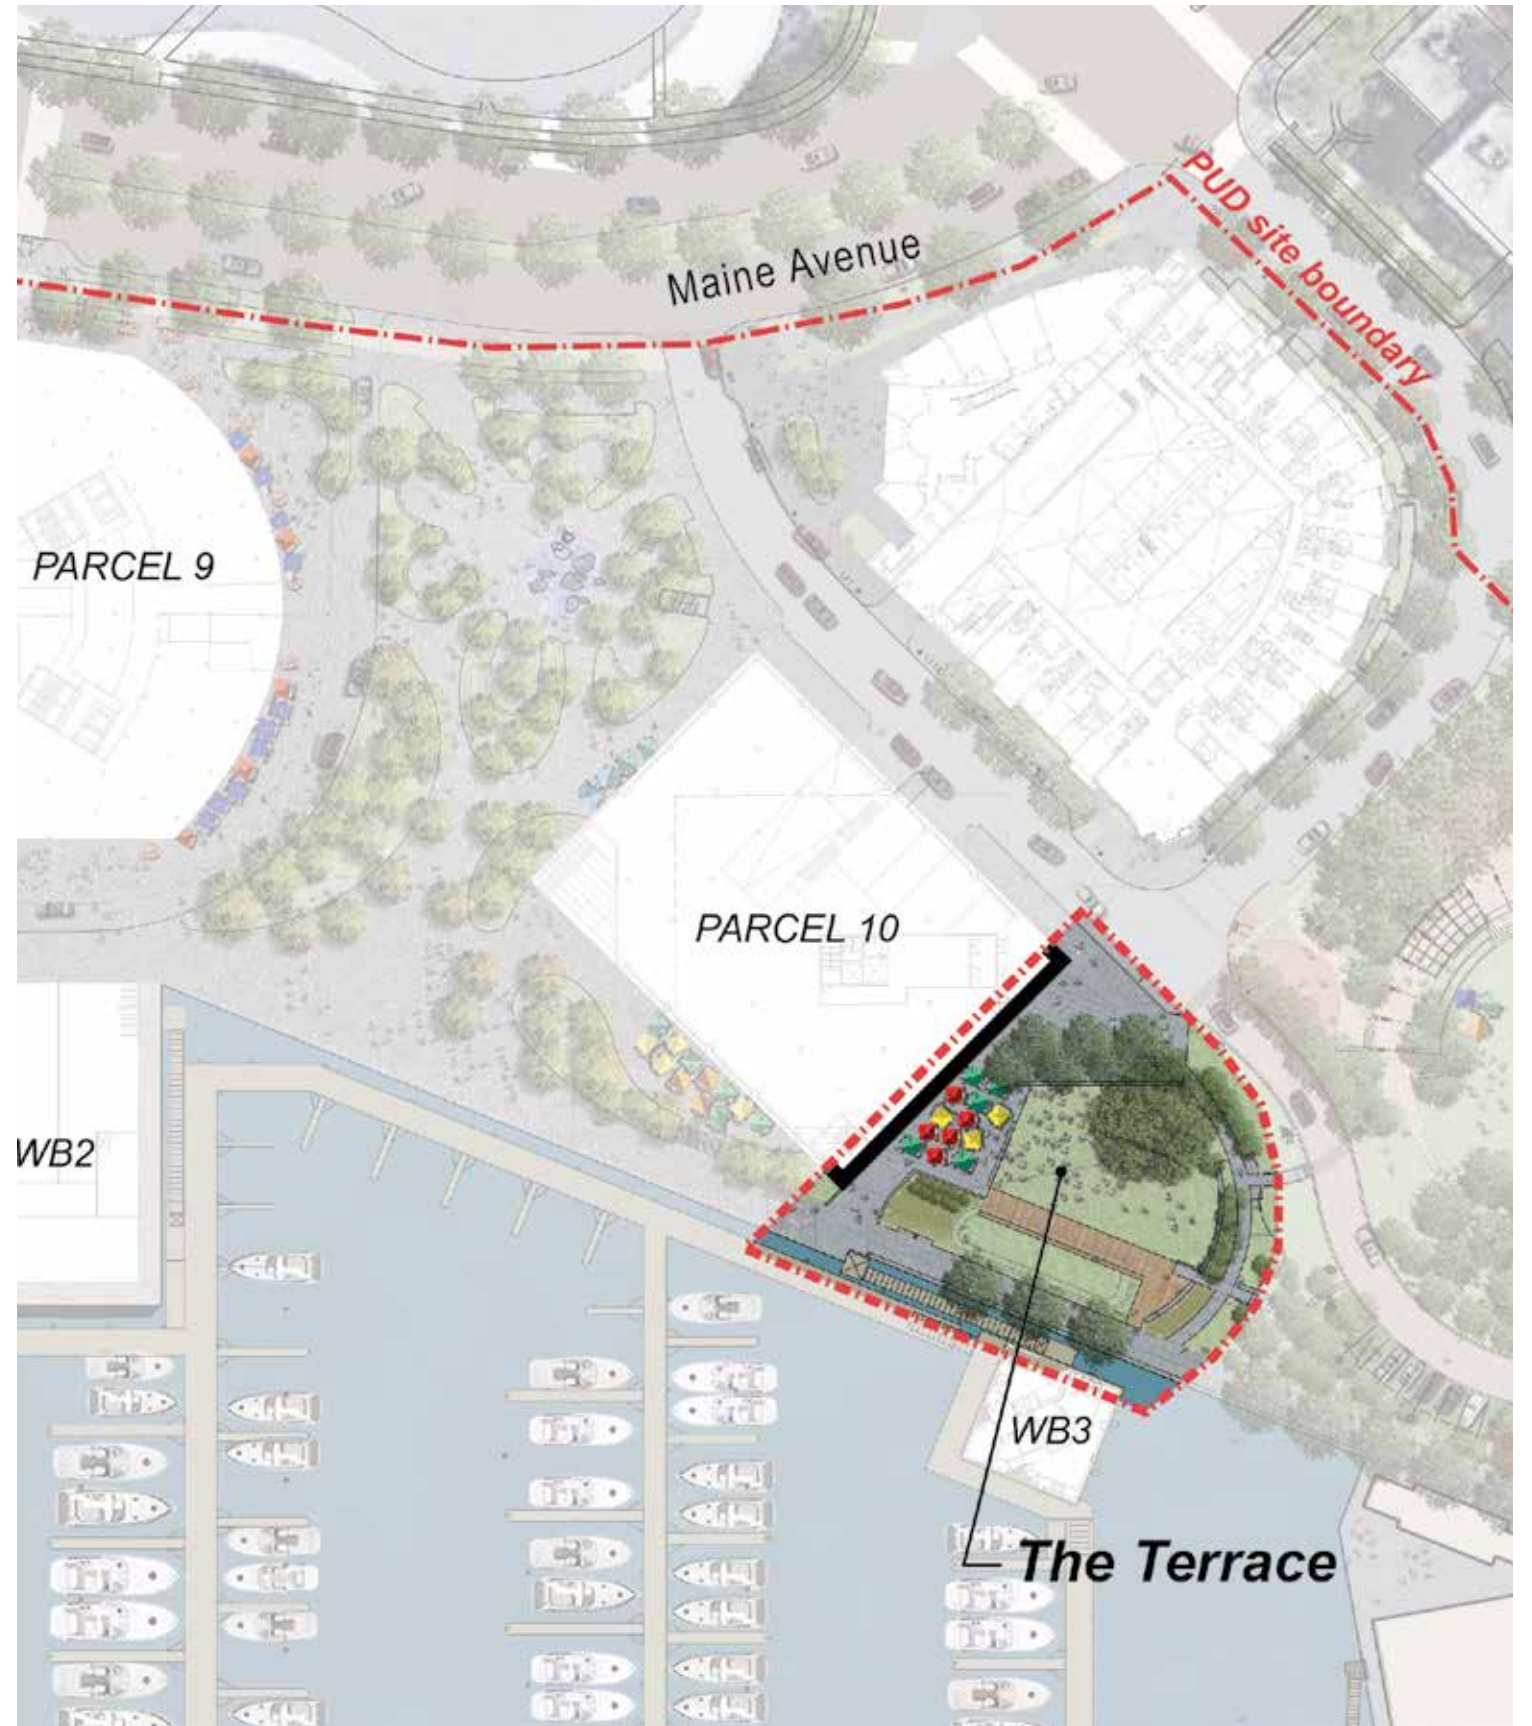 PUD site boundary
Maine Avenue
PARCEL 9
PARCEL 10
WB2
WB3
The Terrace